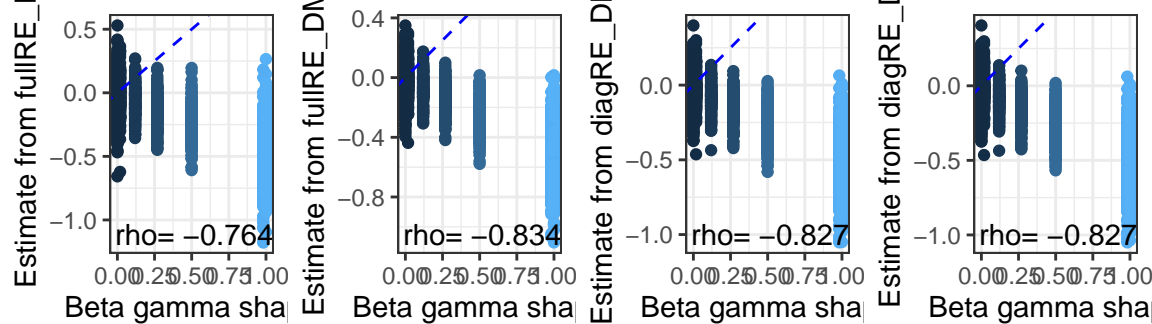 Estimate from fullRE_
0.5
0.0
−0.5
−1.0
rho= −0.764
0.00 0.25 0.50 0.75 1.00
Beta gamma sha
Estimate from fullRE_DM
0.4
0.0
−0.4
−0.8
rho= −0.834
0.00 0.25 0.50 0.75 1.00
Beta gamma sha
Estimate from diagRE_D
0.0
−0.5
−1.0
rho= −0.827
0.00 0.25 0.50 0.75 1.00
Beta gamma sha
Estimate from diagRE_D
0.0
−0.5
−1.0
rho= −0.827
0.00 0.25 0.50 0.75 1.00
Beta gamma sha